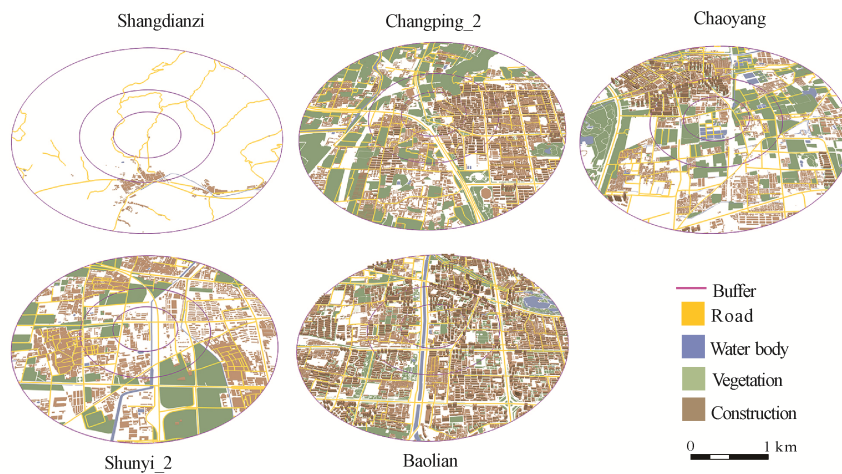 Shangdianzi
Changping_2
Chaoyang
Shunyi_2
Baolian
Buffer
Road
Water body
Vegetation
Construction
0 1 km